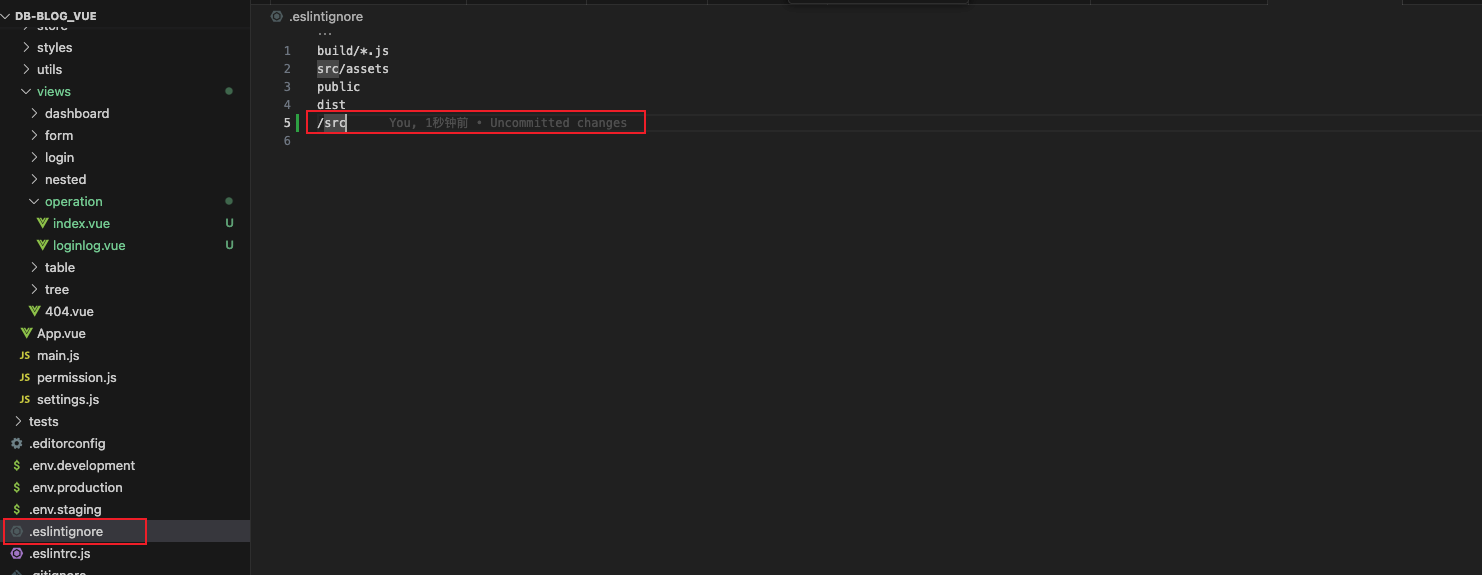 DB-BLOG_VUE
store
styles
utils
views
dashboard
form
login
nested
operation
index.vue U
loginlog.vue U
table
tree
404.vue
App.vue
JS main.js
JS permission.js
JS settings.js
tests
.editorconfig
$ .env.development
$ .env.production
$ .env.staging
.eslintignore
.eslintrc.js
.gitignore
.eslintignore
...
1 build/*.js
2 src/assets
3 public
4 dist
5 /src You, 1秒钟前 • Uncommitted changes
6